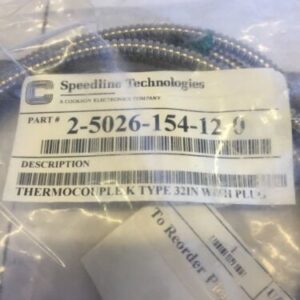 C
Speedline Technologies
A COOKSON ELECTRONICS COMPANY
PART # 2-5026-154-12-0
DESCRIPTION
THERMOCOUPLE K TYPE 32IN WITH PLUG
To Reorder
1